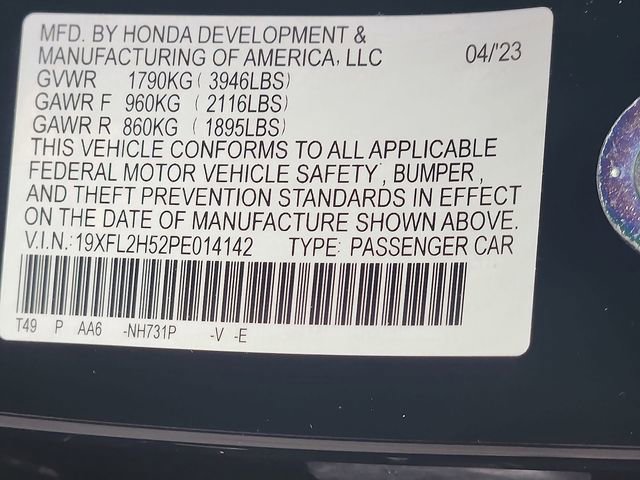 MFD. BY HONDA DEVELOPMENT &
MANUFACTURING OF AMERICA, LLC 04/'23
GVWR 1790KG ( 3946LBS)
GAWR F 960KG ( 2116LBS)
GAWR R 860KG ( 1895LBS)
THIS VEHICLE CONFORMS TO ALL APPLICABLE
FEDERAL MOTOR VEHICLE SAFETY, BUMPER,
AND THEFT PREVENTION STANDARDS IN EFFECT
ON THE DATE OF MANUFACTURE SHOWN ABOVE.
V.I.N.: 19XFL2H52PE014142 TYPE: PASSENGER CAR
T49 P AA6 -NH731P -V -E